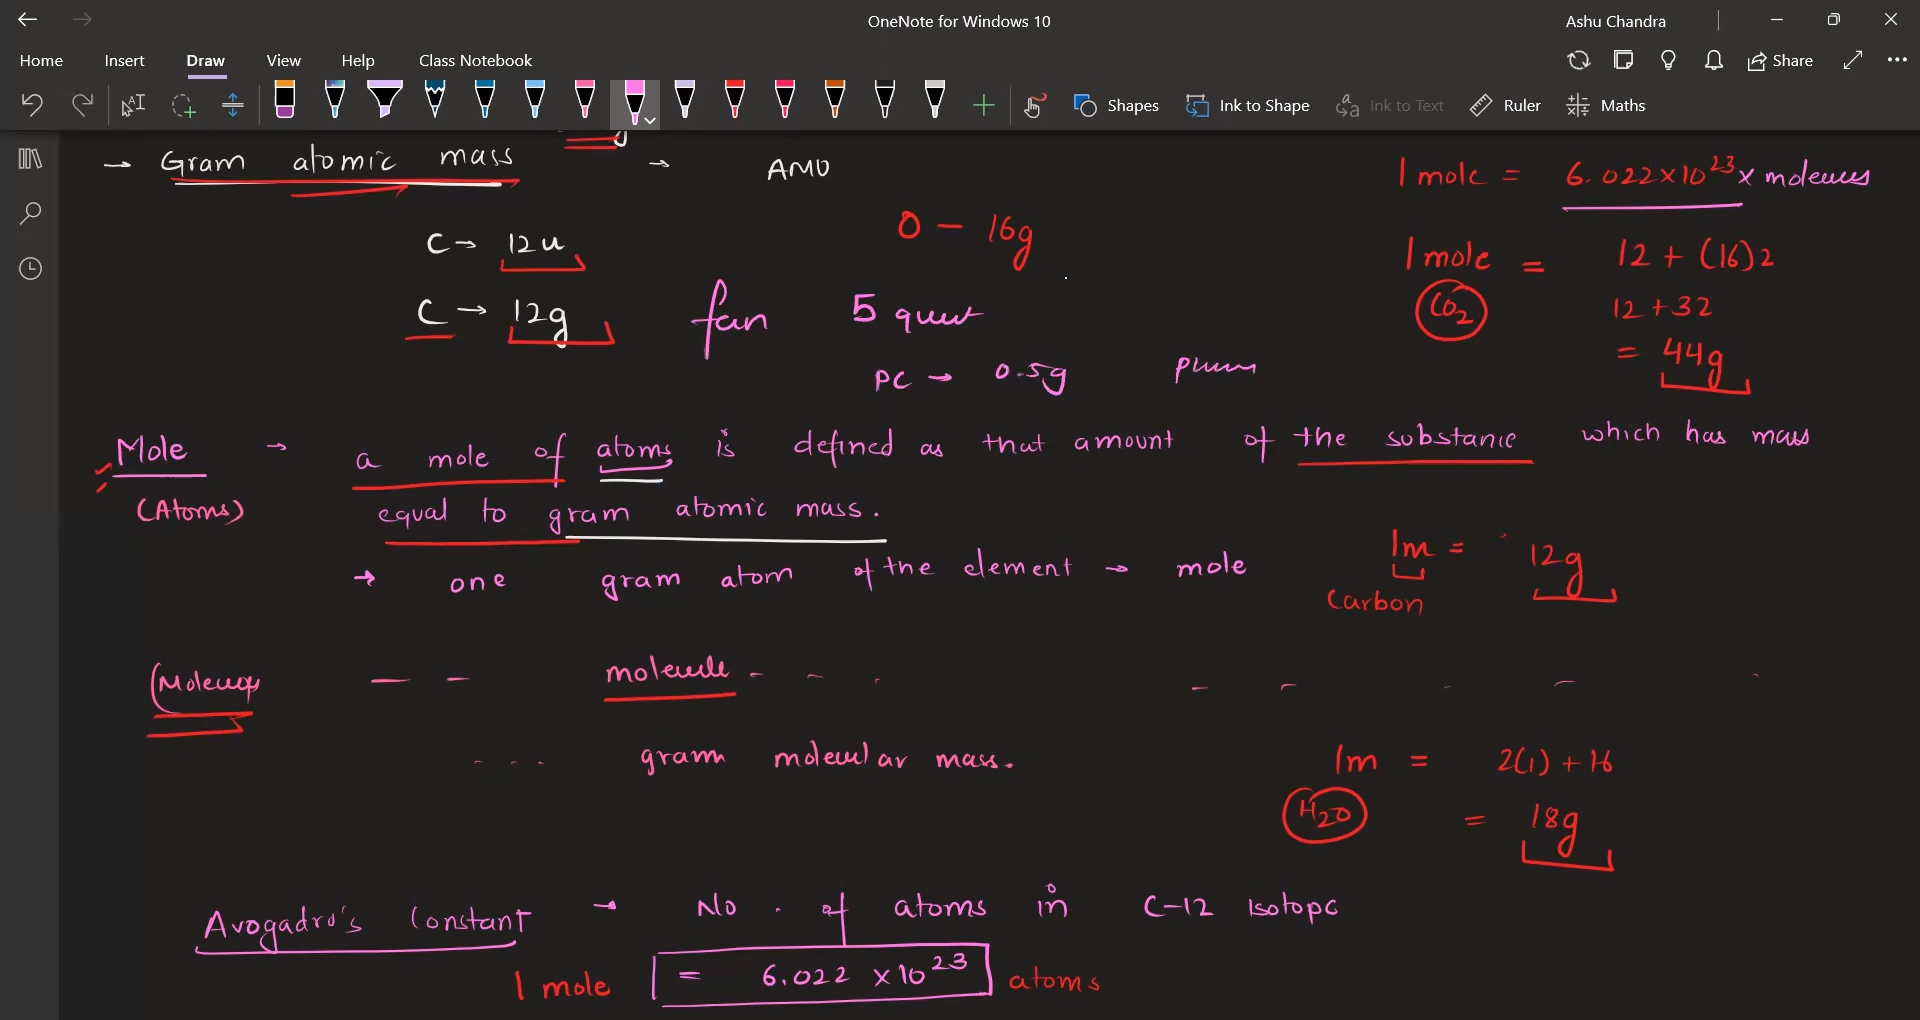 OneNote for Windows 10
Ashu Chandra
Home Insert Draw View Help Class Notebook
Share
Shapes Ink to Shape Ink to Text Ruler Maths
→ Gram atomic mass → AMU
1 mole = 6.022×10²³ × molecules
C → 12u
O - 16g
1 mole = 12 + (16)2
CO₂
12 + 32
C → 12g
fan 5
= 44g
PC → 0.5g
Mole → a mole of atoms is defined as that amount of the substance which has mass
(Atoms)
equal to gram atomic mass.
1m = 12g
Carbon
→ one gram atom of the element → mole
(Molecules - - molecule - - .
.... gram molecular mass.
1m = 2(1) + 16
H₂O
= 18g
Avogadro's Constant → No. of atoms in C-12 isotope
1 mole = 6.022 ×10²³ atoms